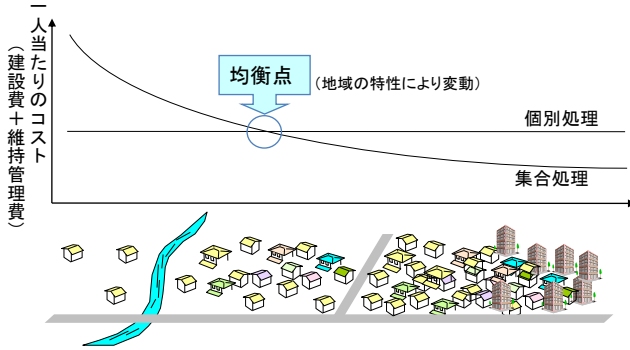 一人当たりのコスト
（建設費＋維持管理費）
均衡点
（地域の特性により変動）
個別処理
集合処理